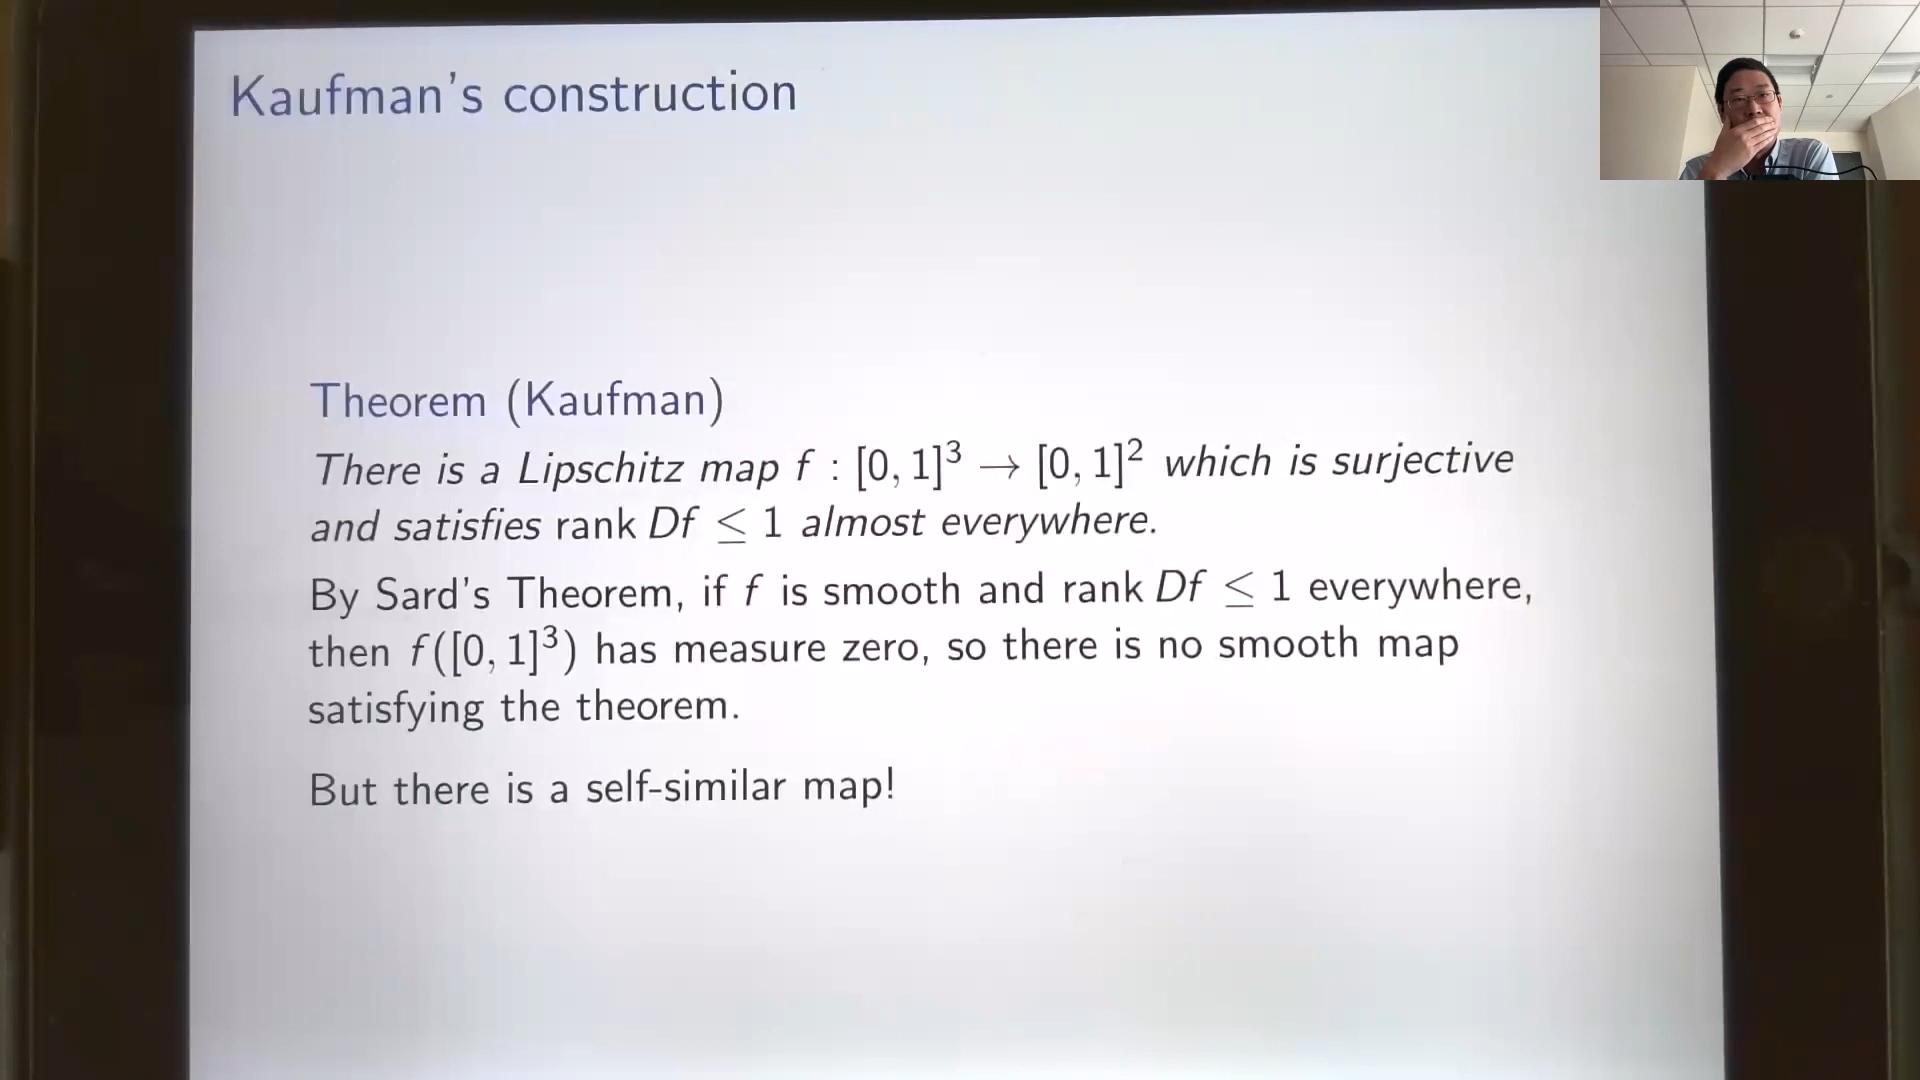 Kaufman's construction
Theorem (Kaufman)
There is a Lipschitz map f : [0, 1]³ → [0, 1]² which is surjective
and satisfies rank Df ≤ 1 almost everywhere.
By Sard's Theorem, if f is smooth and rank Df ≤ 1 everywhere,
then f([0, 1]³) has measure zero, so there is no smooth map
satisfying the theorem.
But there is a self-similar map!